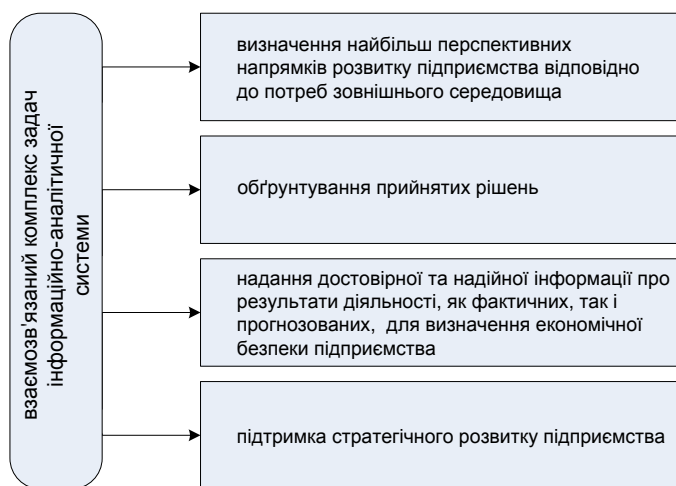 взаємозв'язаний комплекс задач
інформаційно-аналітичної
системи
визначення найбільш перспективних
напрямків розвитку підприємства відповідно
до потреб зовнішнього середовища
обґрунтування прийнятих рішень
надання достовірної та надійної інформації про
результати діяльності, як фактичних, так і
прогнозованих, для визначення економічної
безпеки підприємства
підтримка стратегічного розвитку підприємства